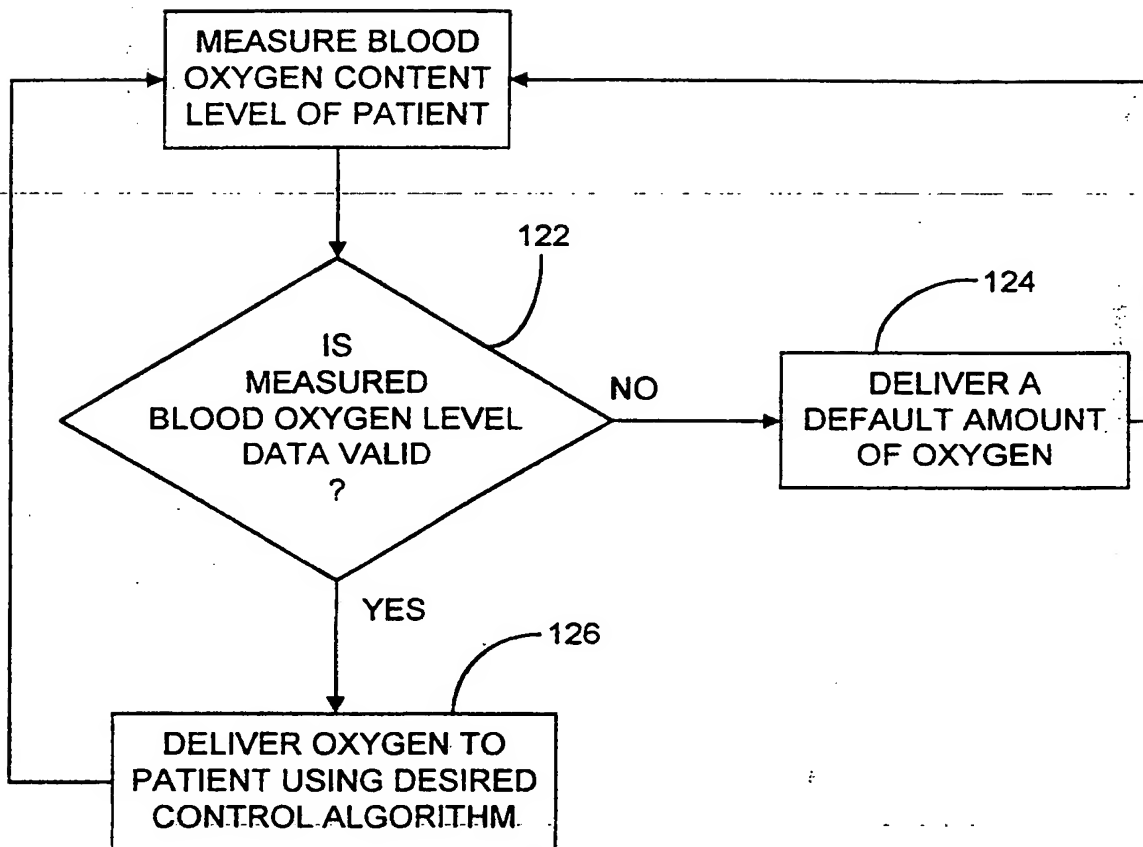 MEASURE BLOOD
OXYGEN CONTENT
LEVEL OF PATIENT
122
IS
MEASURED
BLOOD OXYGEN LEVEL
DATA VALID
?
NO
124
DELIVER A
DEFAULT AMOUNT
OF OXYGEN
YES
126
DELIVER OXYGEN TO
PATIENT USING DESIRED
CONTROL ALGORITHM